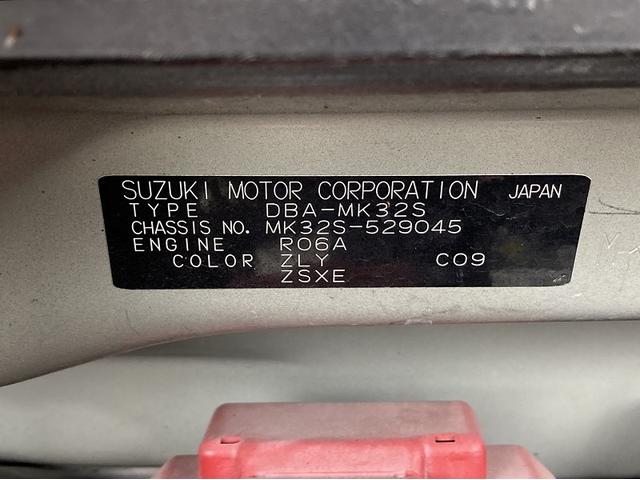 SUZUKI MOTOR CORPORATION JAPAN
TYPE DBA-MK32S
CHASSIS NO. MK32S-529045
ENGINE R06A
COLOR ZLY C09
ZSXE